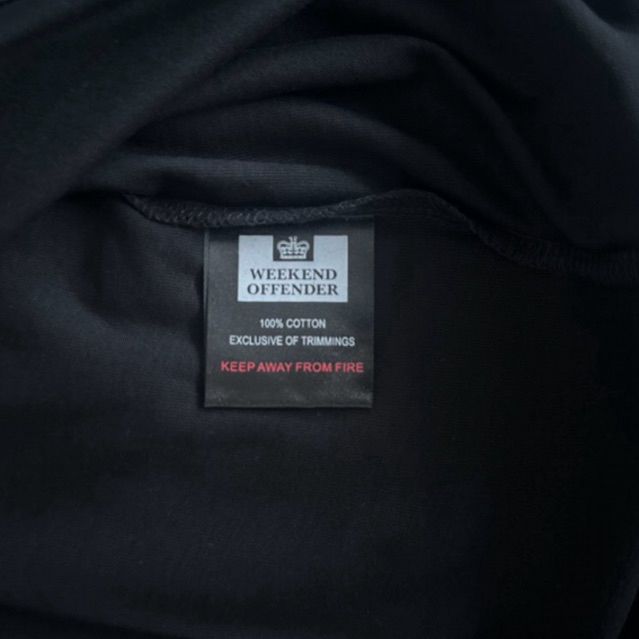 WEEKEND
OFFENDER
100% COTTON
EXCLUSIVE OF TRIMMINGS
KEEP AWAY FROM FIRE